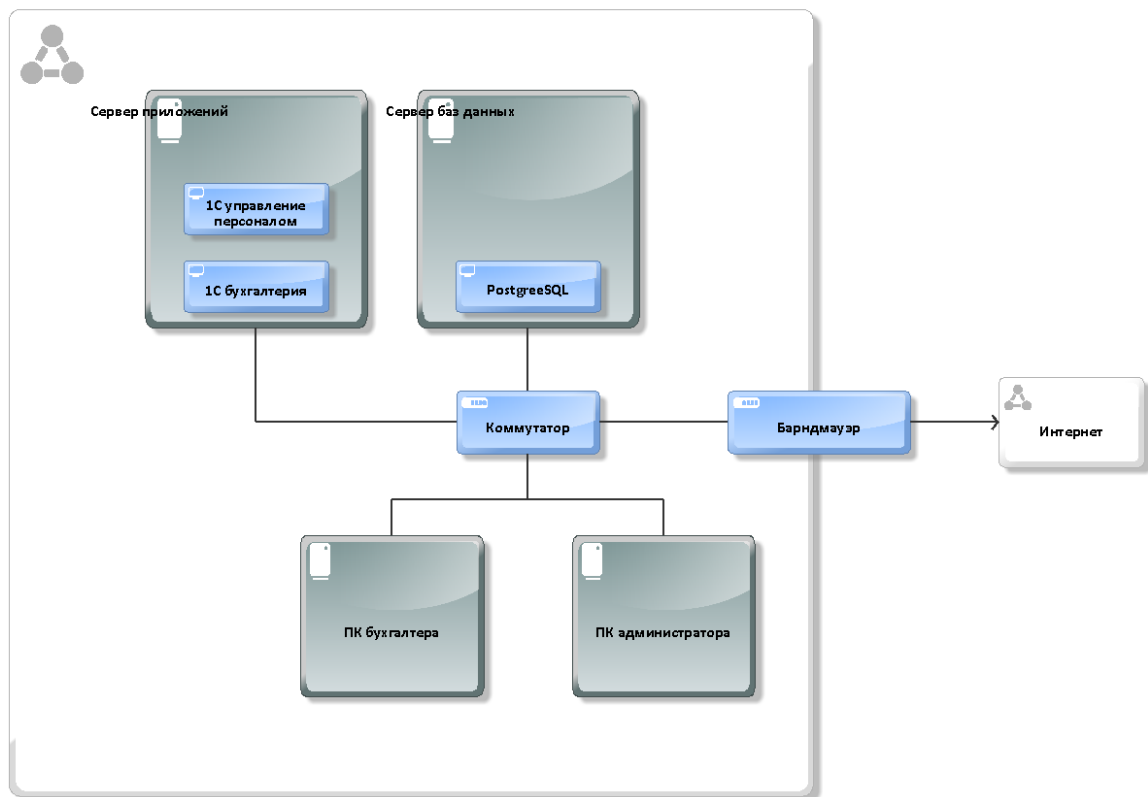 Сервер приложений
Сервер баз данных
1С управление
персоналом
1С бухгалтерия
PostgreeSQL
Коммутатор
Барндмауэр
Интернет
ПК бухгалтера
ПК администратора